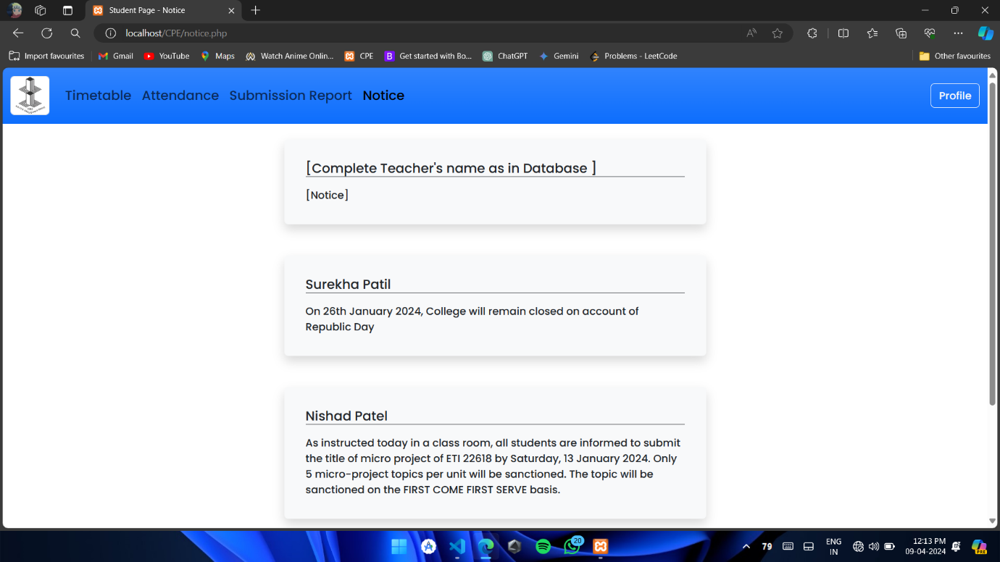 Student Page - Notice
localhost/CPE/notice.php
Import favourites
Gmail
YouTube
Maps
Watch Anime Onlin...
CPE
B
Get started with Bo...
ChatGPT
Gemini
Problems - LeetCode
Other favourites
Timetable
Attendance
Submission Report
Notice
Profile
[Complete Teacher's name as in Database ]
[Notice]
Surekha Patil
On 26th January 2024, College will remain closed on account of
Republic Day
Nishad Patel
As instructed today in a class room, all students are informed to submit
the title of micro project of ETI 22618 by Saturday, 13 January 2024. Only
5 micro-project topics per unit will be sanctioned. The topic will be
sanctioned on the FIRST COME FIRST SERVE basis.
20
79
ENG
IN
12:13 PM
09-04-2024
PRE